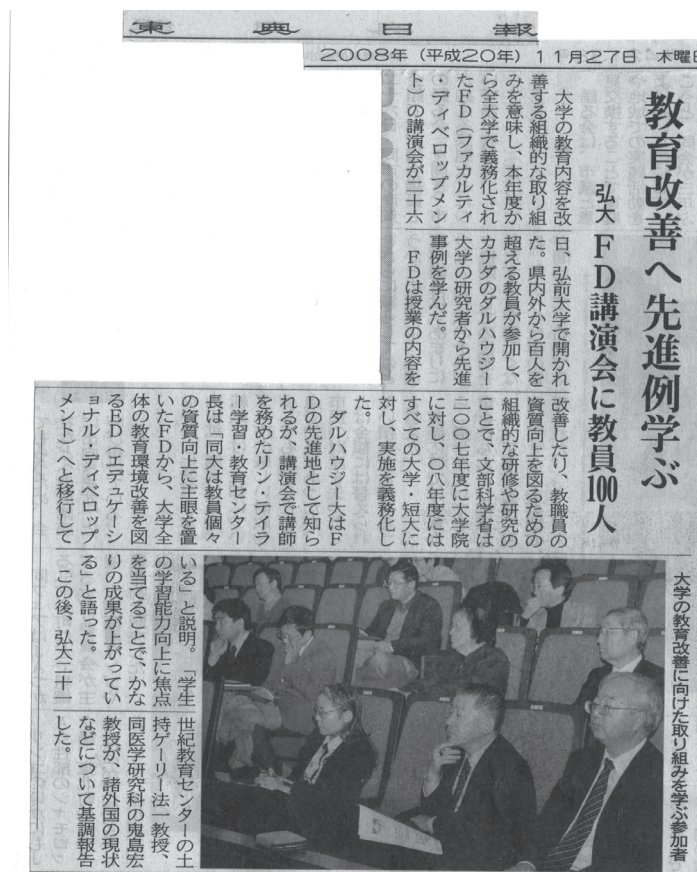 東奥日報
2008年(平成20年)11月27日 木曜
教育改善へ先進例学ぶ
弘大 FD講演会に教員100人
大学の教育内容を改
善する組織的な取り組
みを意味し、本年度か
ら全大学で義務化され
たFD(ファカルティ
・ディベロップメン
ト)の講演会が二十六
日、弘前大学で開かれ
た。県内外から百人を
超える教員が参加し、
カナダのダルハウジー
大学の研究者から先進
事例を学んだ。
FDは授業の内容を
改善したり、教職員の
資質向上を図るための
組織的な研修や研究の
ことで、文部科学省は
二〇〇七年度に大学院
に対し、〇八年度には
すべての大学・短大に
対し、実施を義務化し
た。
ダルハウジー大はF
Dの先進地として知ら
れるが、講演会で講師
を務めたリン・テイラ
ー学習・教育センター
長は「同大は教員個々
の資質向上に主眼を置
いたFDから、大学全
体の教育環境改善を図
るED(エデュケーシ
ョナル・ディベロップ
メント)へと移行して
いる」と説明。「学生
の学習能力向上に焦点
を当てることで、かな
りの成果が上がってい
る」と語った。
この後、弘大二十一
世紀教育センターの土
持ゲーリー法一教授、
同医学研究科の鬼島宏
教授が、諸外国の現状
などについて基調報告
した。
大学の教育改善に向けた取り組みを学ぶ参加者